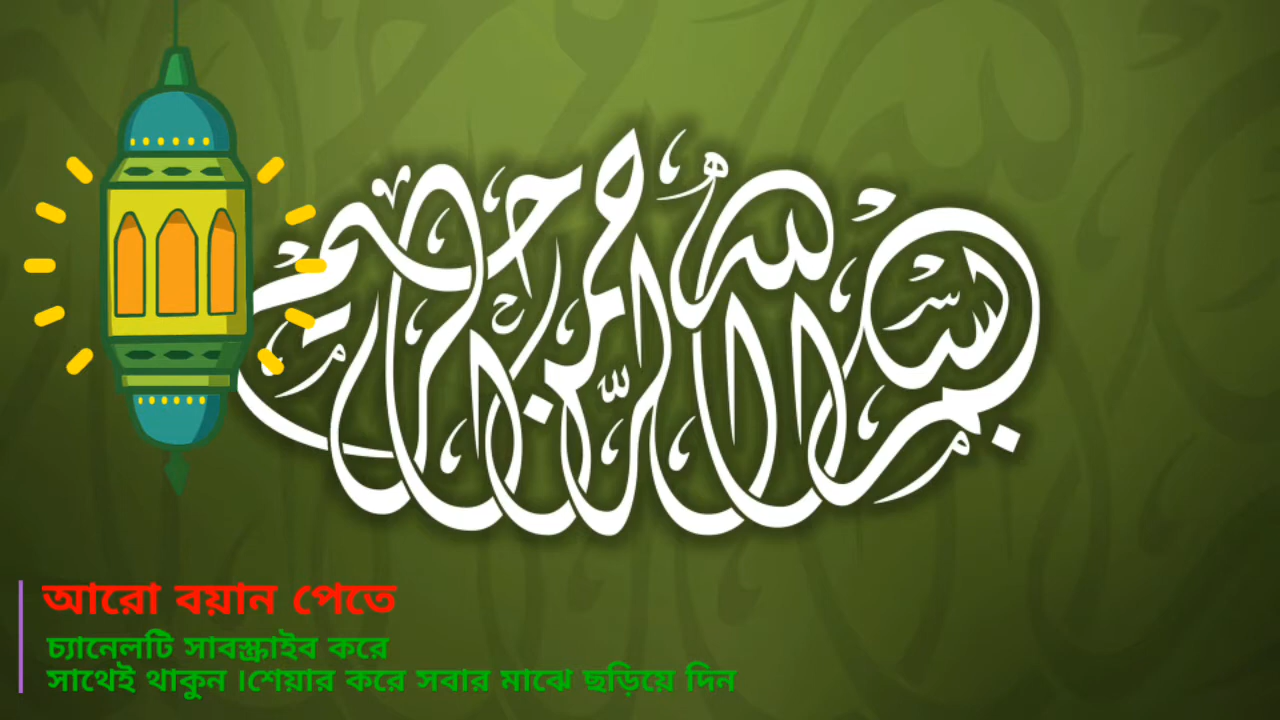 بسم الله الرحمن الرحيم
আরো বয়ান পেতে
চ্যানেলটি সাবস্ক্রাইব করে
সাথেই থাকুন ।শেয়ার করে সবার মাঝে ছড়িয়ে দিন